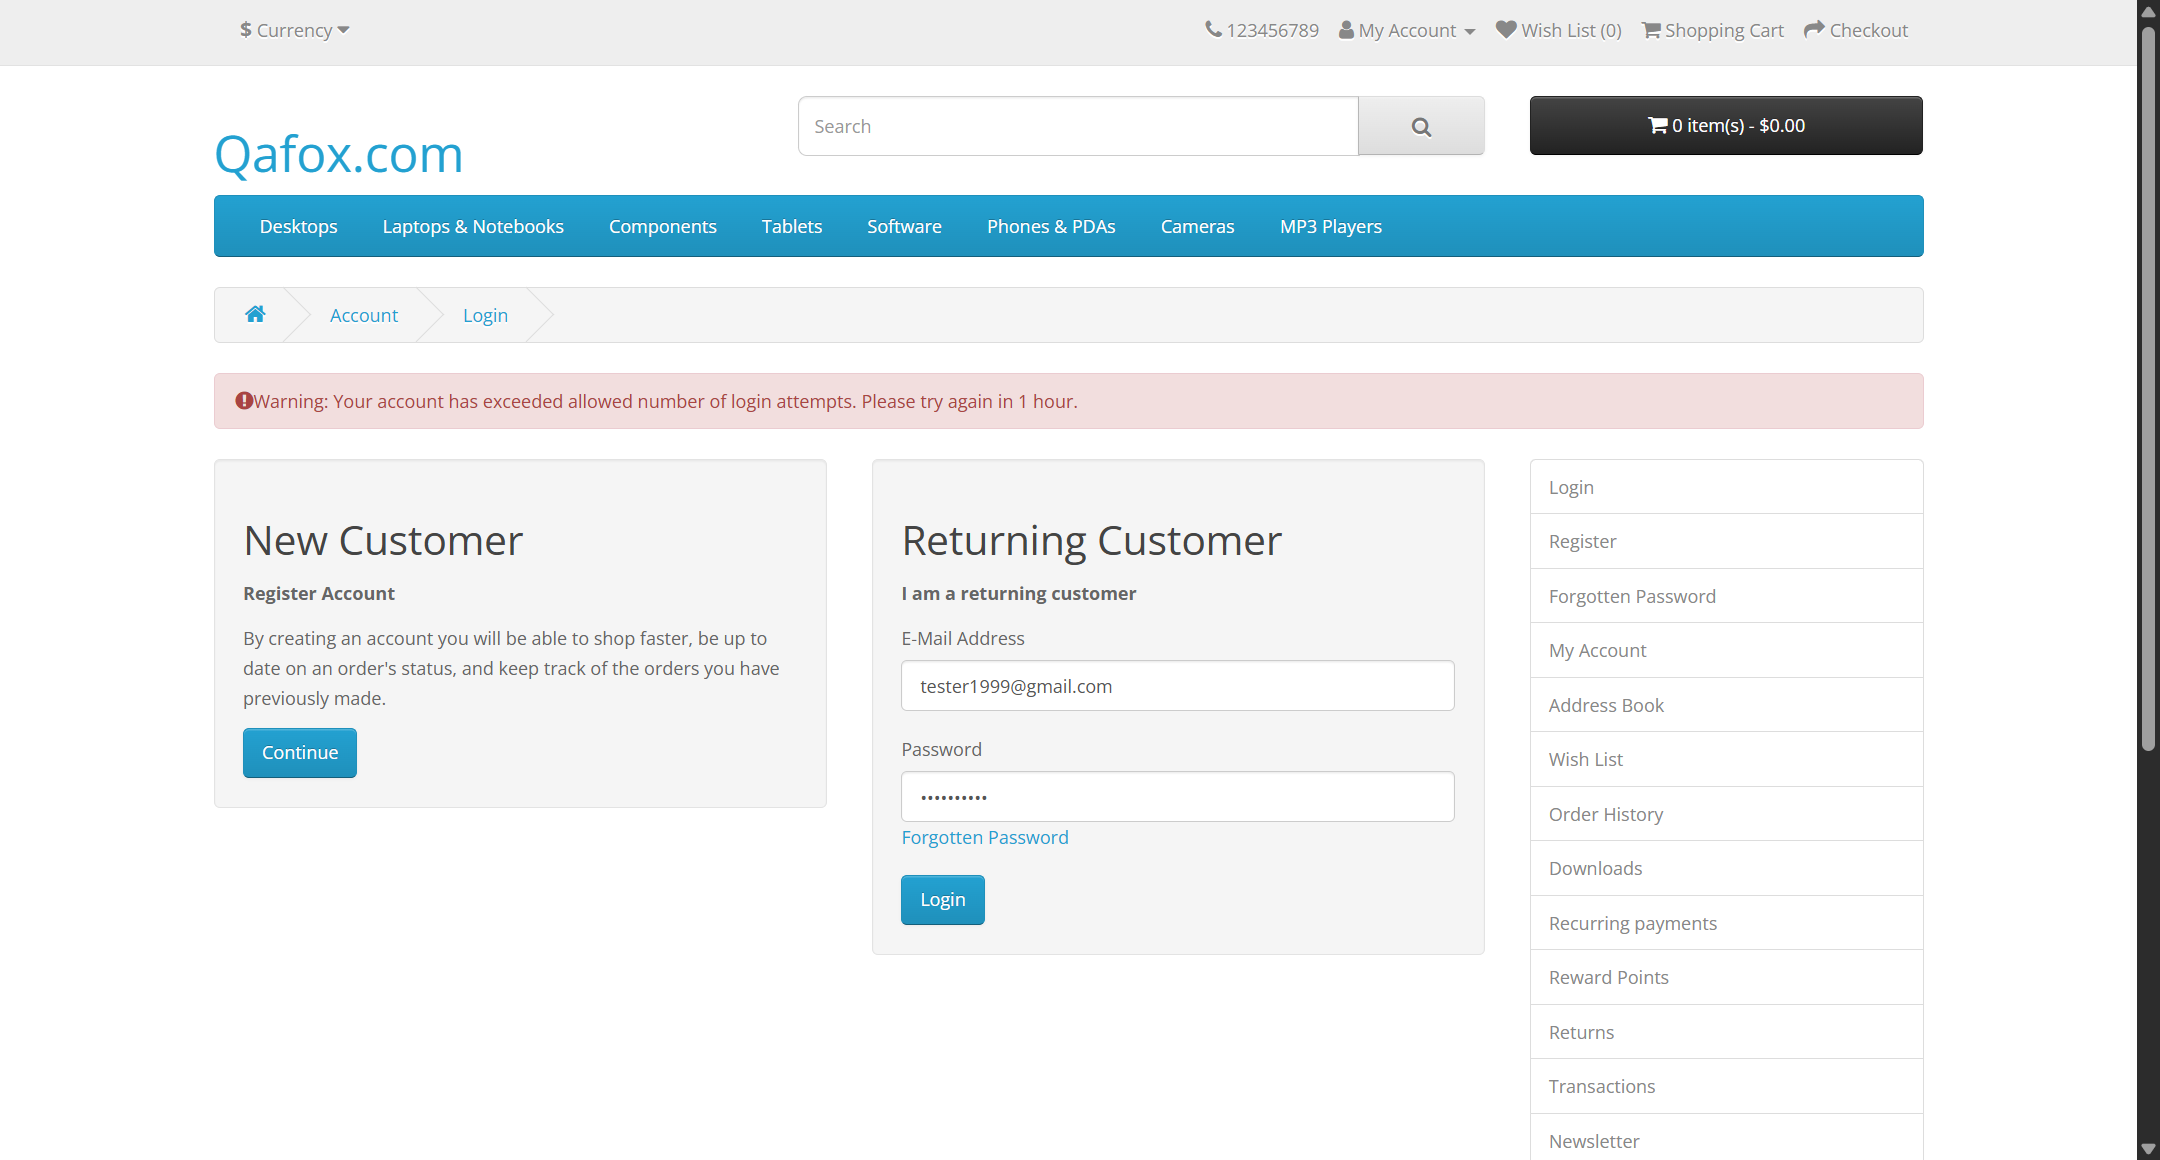 $ Currency
123456789
My Account
Wish List (0)
Shopping Cart
Checkout
Qafox.com
Search
0 item(s) - $0.00
Desktops
Laptops & Notebooks
Components
Tablets
Software
Phones & PDAs
Cameras
MP3 Players
Account
Login
Warning: Your account has exceeded allowed number of login attempts. Please try again in 1 hour.
New Customer
Register Account
By creating an account you will be able to shop faster, be up to
date on an order's status, and keep track of the orders you have
previously made.
Continue
Returning Customer
I am a returning customer
E-Mail Address
tester1999@gmail.com
Password
••••••••••
Forgotten Password
Login
Login
Register
Forgotten Password
My Account
Address Book
Wish List
Order History
Downloads
Recurring payments
Reward Points
Returns
Transactions
Newsletter